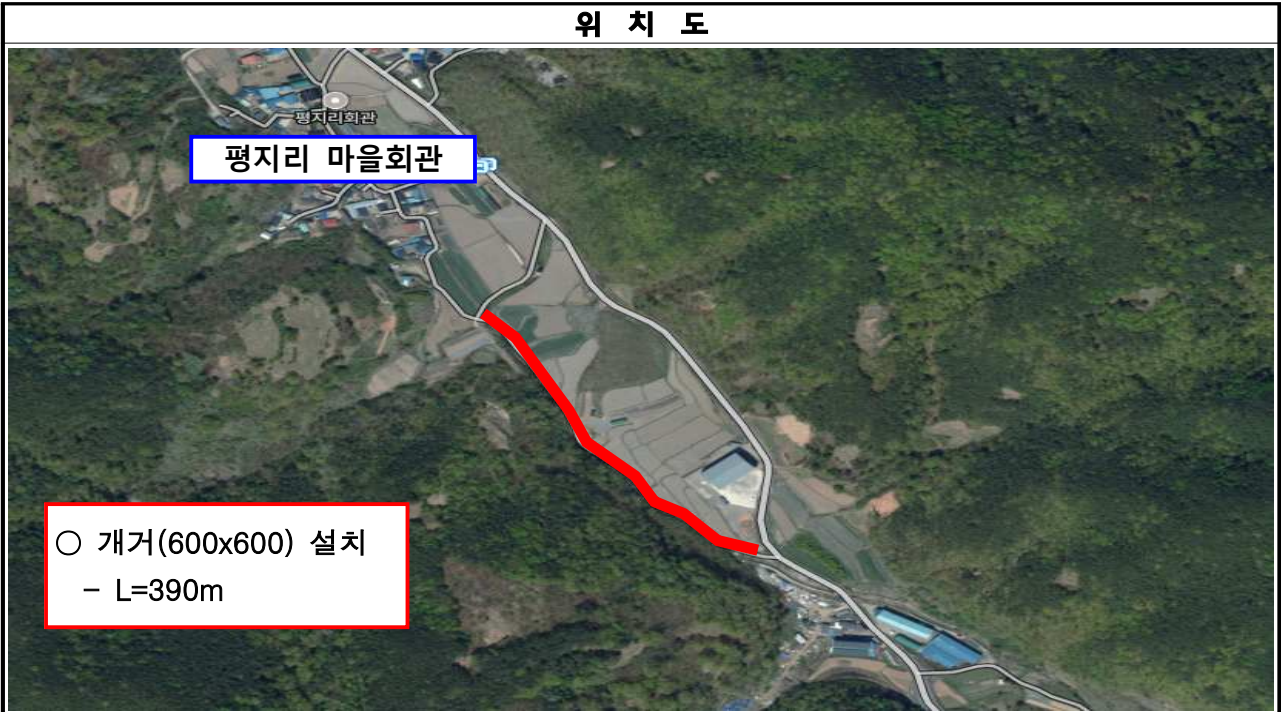 위 치 도
평지리회관
평지리 마을회관
○ 개거(600x600) 설치
- L=390m